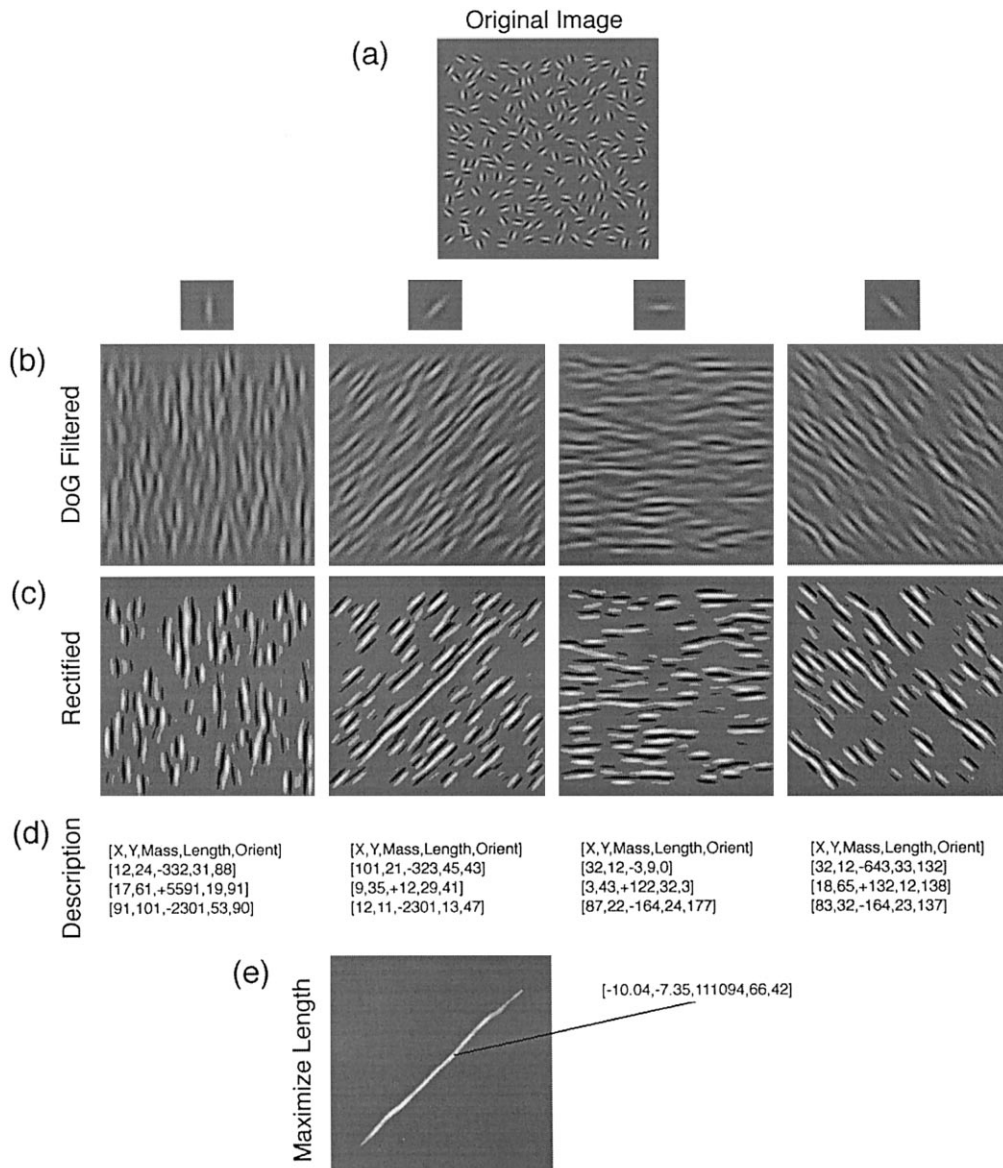 Original Image
(a)
(b)
DoG Filtered
(c)
Rectified
(d)
Description
[X,Y,Mass,Length,Orient]
[12,24,-332,31,88]
[17,61,+5591,19,91]
[91,101,-2301,53,90]
[X,Y,Mass,Length,Orient]
[101,21,-323,45,43]
[9,35,+12,29,41]
[12,11,-2301,13,47]
[X,Y,Mass,Length,Orient]
[32,12,-3,9,0]
[3,43,+122,32,3]
[87,22,-164,24,177]
[X,Y,Mass,Length,Orient]
[32,12,-643,33,132]
[18,65,+132,12,138]
[83,32,-164,23,137]
(e)
Maximize Length
[-10.04,-7.35,111094,66,42]